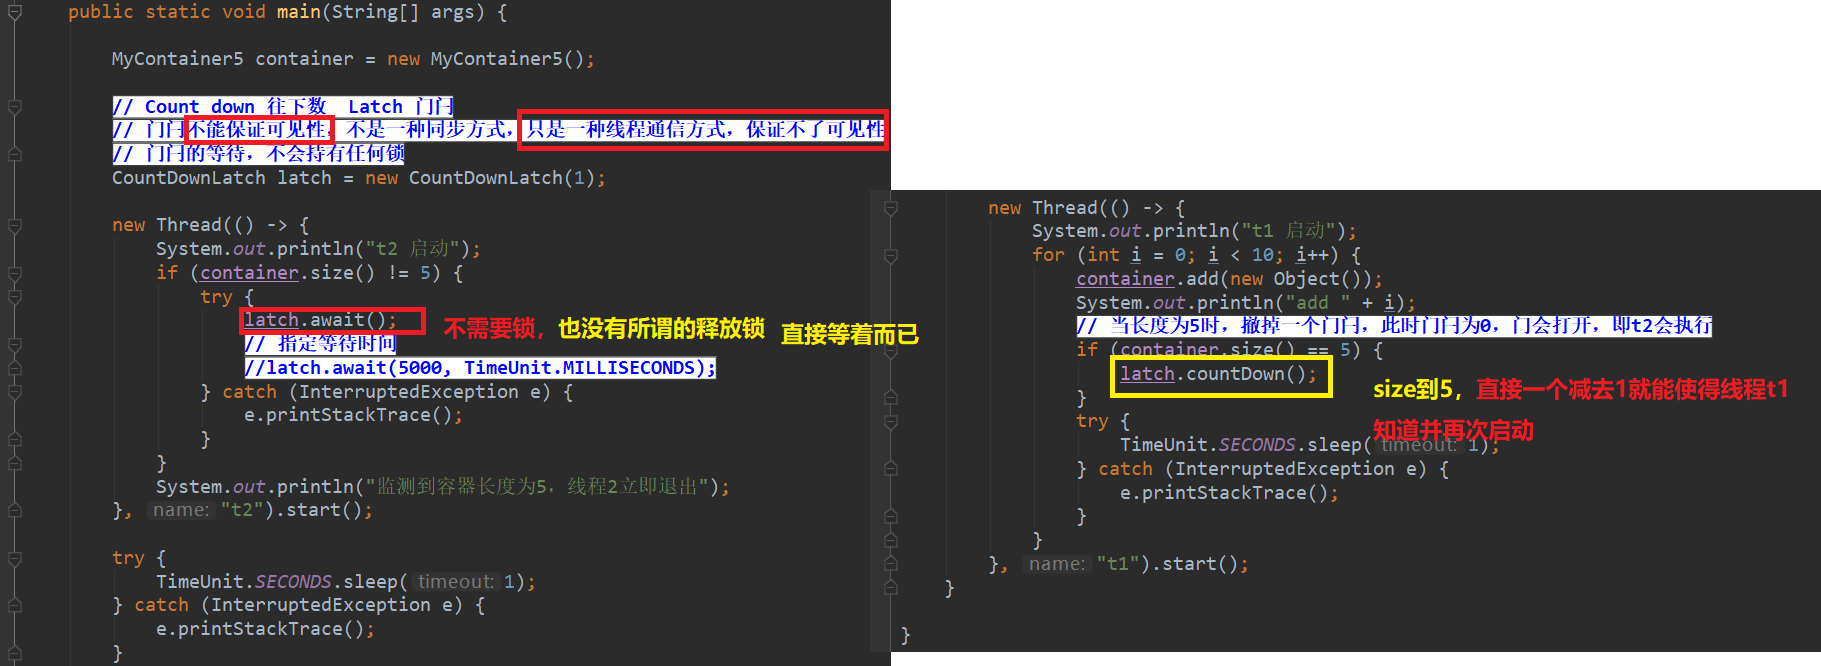 public static void main(String[] args) {
MyContainer5 container = new MyContainer5();
// Count down 往下数  Latch 门闩
// 门闩不能保证可见性，不是一种同步方式，只是一种线程通信方式，保证不了可见性
// 门闩的等待，不会持有任何锁
CountDownLatch latch = new CountDownLatch(1);
new Thread(() -> {
System.out.println("t2 启动");
if (container.size() != 5) {
try {
latch.await(); 不需要锁，也没有所谓的释放锁 直接等着而已
// 指定等待时间
//latch.await(5000, TimeUnit.MILLISECONDS);
} catch (InterruptedException e) {
e.printStackTrace();
}
}
System.out.println("监测到容器长度为5，线程2立即退出");
}, name: "t2").start();
try {
TimeUnit.SECONDS.sleep( timeout: 1);
} catch (InterruptedException e) {
e.printStackTrace();
}
new Thread(() -> {
System.out.println("t1 启动");
for (int i = 0; i < 10; i++) {
container.add(new Object());
System.out.println("add " + i);
// 当长度为5时，撤掉一个门闩，此时门闩为0，门会打开，即t2会执行
if (container.size() == 5) {
latch.countDown();
size到5，直接一个减去1就能使得线程t1
}
try {
知道并再次启动
TimeUnit.SECONDS.sleep( timeout: 1);
} catch (InterruptedException e) {
e.printStackTrace();
}
}
}, name: "t1").start();
}
}